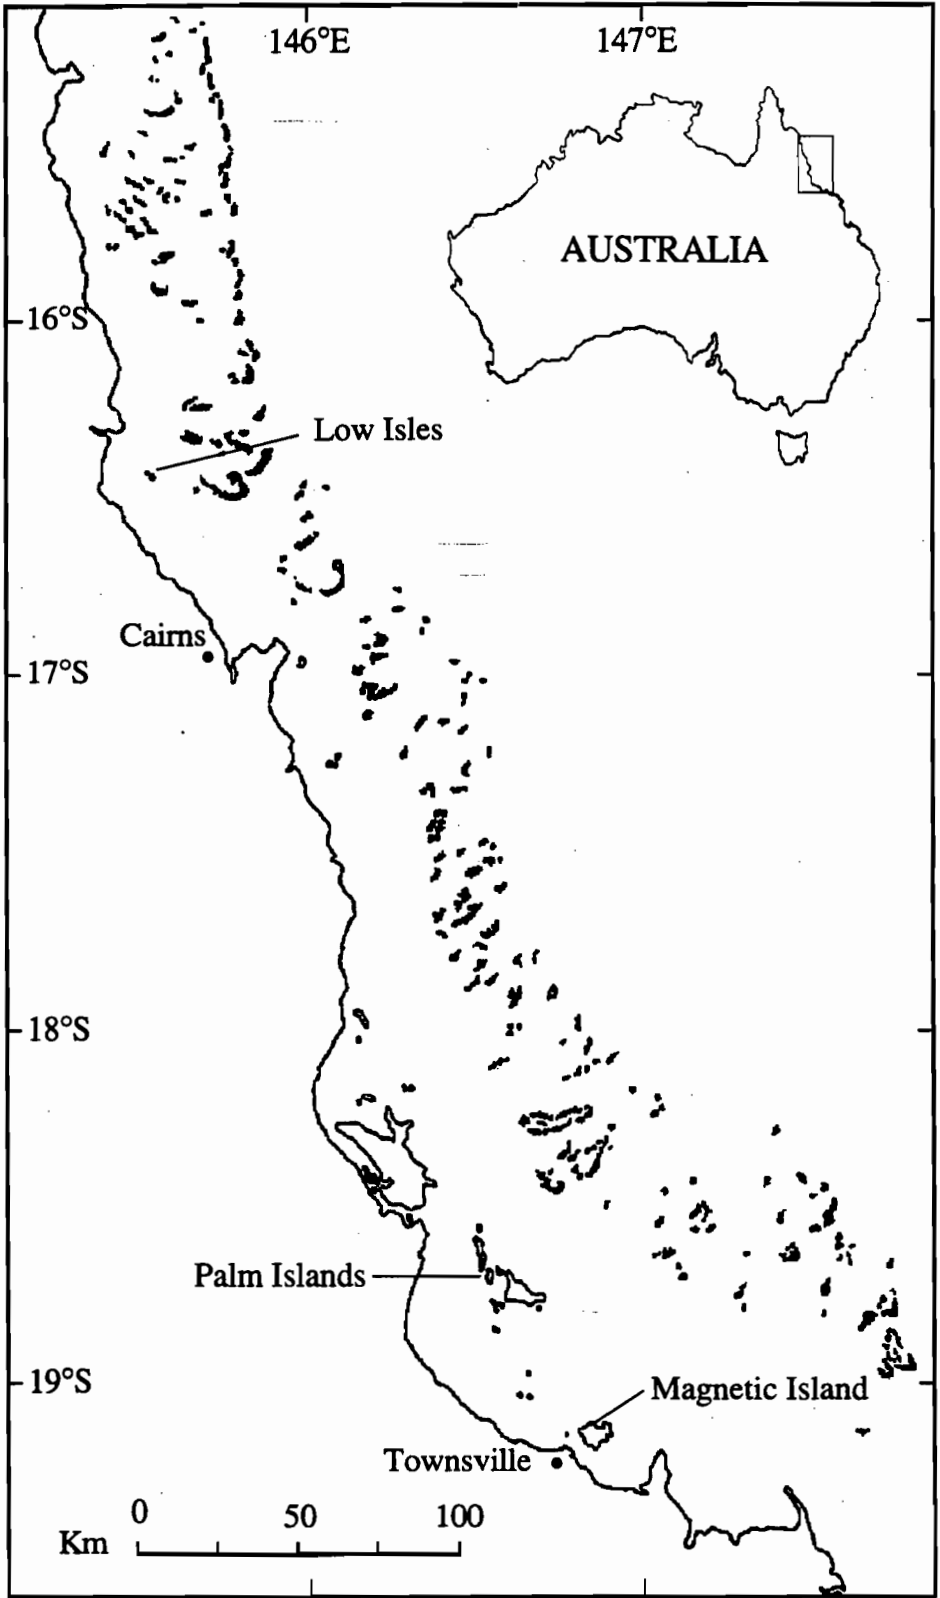 146°E
147°E
AUSTRALIA
16°S
Low Isles
Cairns
17°S
18°S
Palm Islands
19°S
Magnetic Island
Townsville
0 50 100
Km